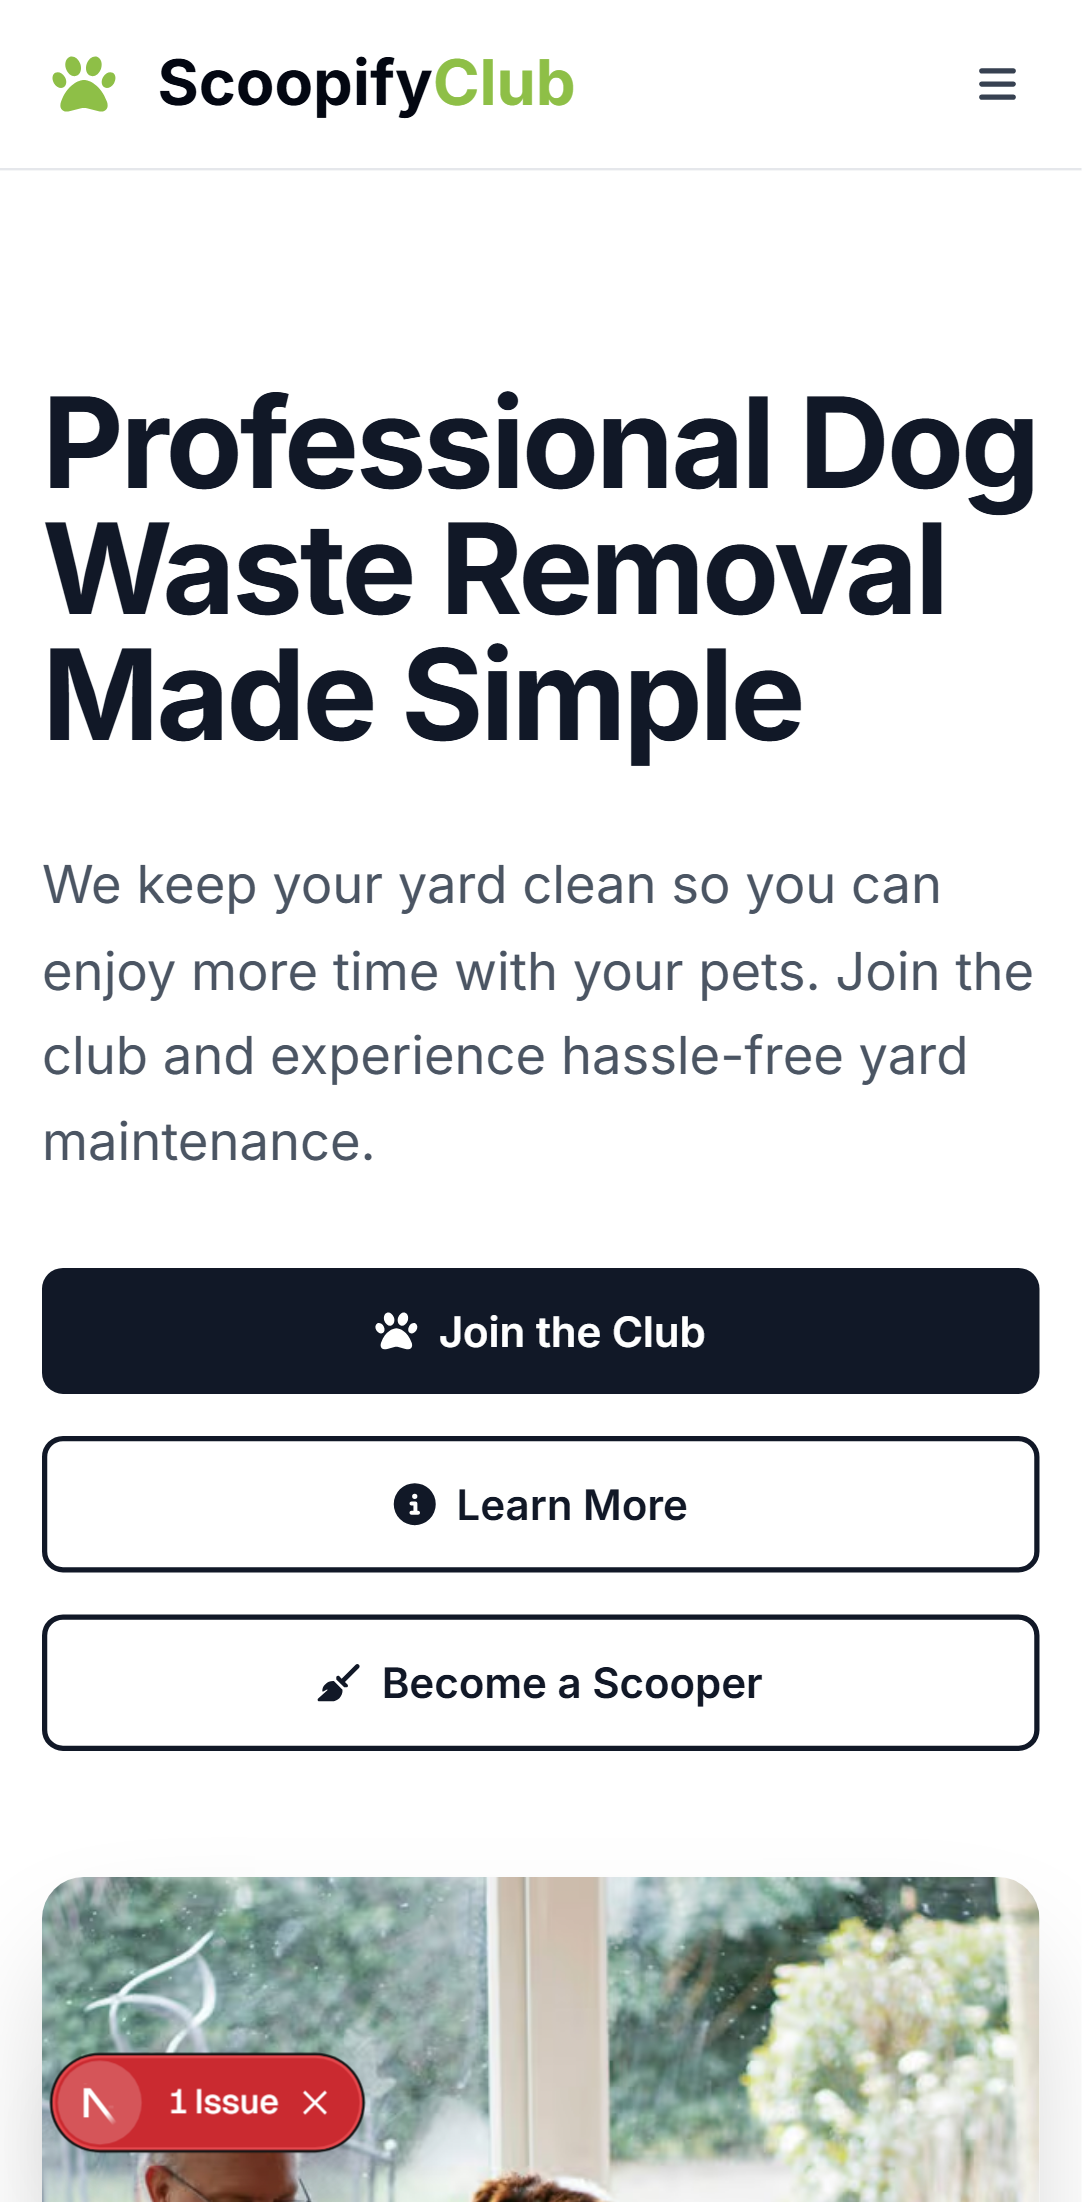 ScoopifyClub
Professional Dog
Waste Removal
Made Simple
We keep your yard clean so you can
enjoy more time with your pets. Join the
club and experience hassle-free yard
maintenance.
Join the Club
Learn More
Become a Scooper
1 Issue